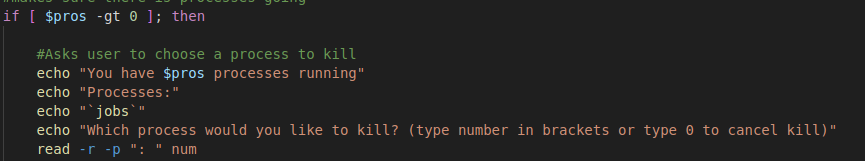 #makes sure there is processes going
if [ $pros -gt 0 ]; then
#Asks user to choose a process to kill
echo "You have $pros processes running"
echo "Processes:"
echo "`jobs`"
echo "Which process would you like to kill? (type number in brackets or type 0 to cancel kill)"
read -r -p ": " num